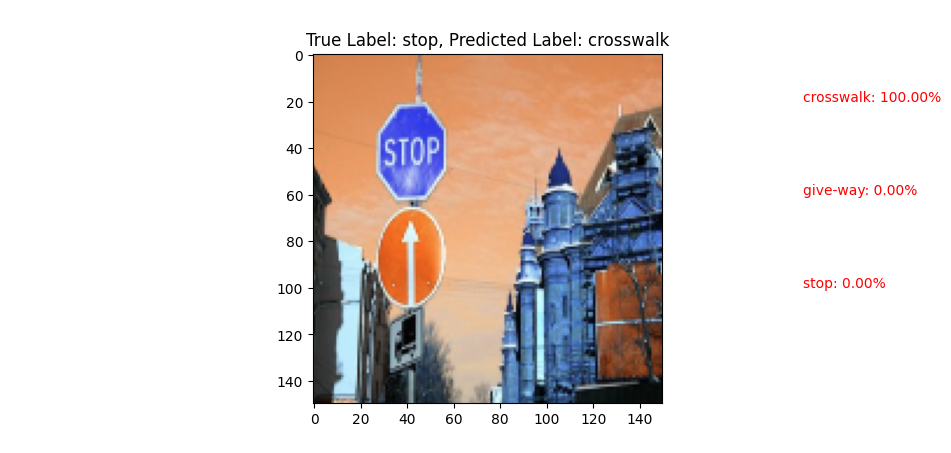 True Label: stop, Predicted Label: crosswalk
0
20
40
60
80
100
120
140
0 20 40 60 80 100 120 140
STOP
crosswalk: 100.00%
give-way: 0.00%
stop: 0.00%